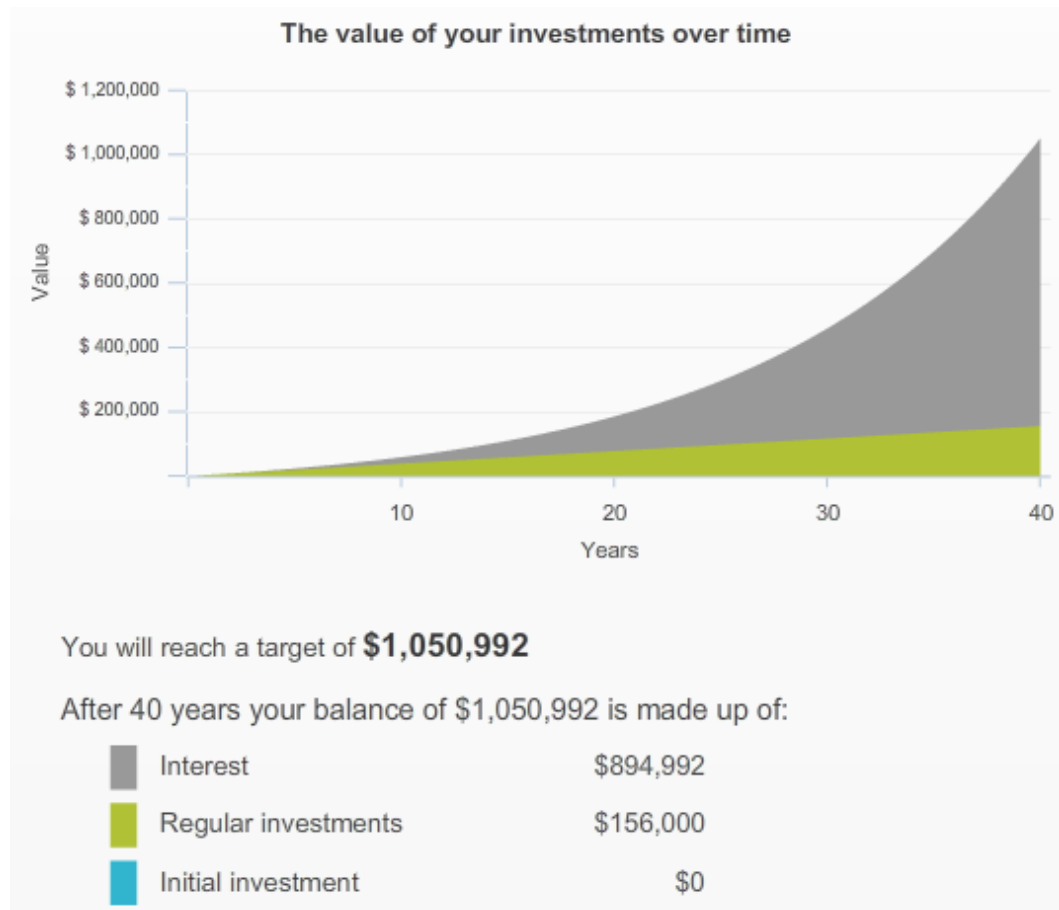 The value of your investments over time
$ 1,200,000
$ 1,000,000
$ 800,000
$ 600,000
$ 400,000
$ 200,000
Value
10 20 30 40
Years
You will reach a target of $1,050,992
After 40 years your balance of $1,050,992 is made up of:
Interest $894,992
Regular investments $156,000
Initial investment $0